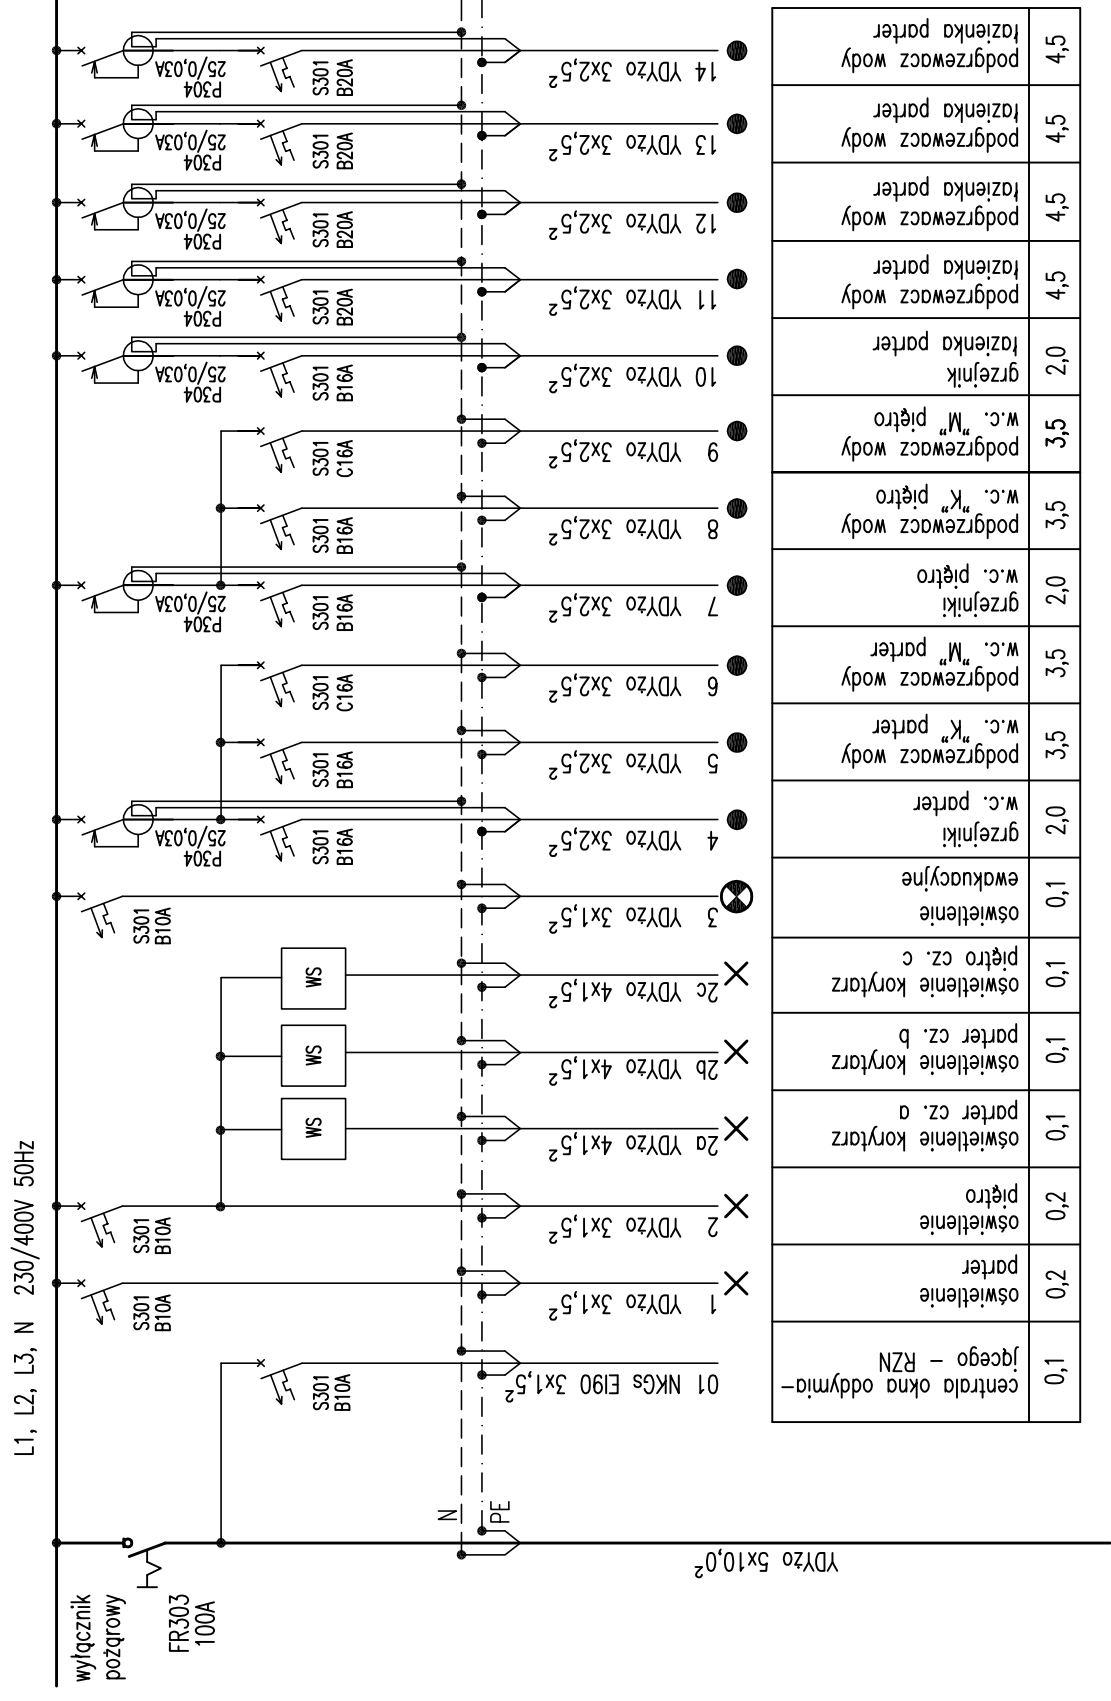 L1, L2, L3, N 230/400V 50Hz
wyłącznik
pożarowy
FR303
100A
N
PE
YDYżo 5x10,0²
S301
B10A
01 NKGs EI90 3x1,5²
centrala okna oddymia-
jącego - RZN
0,1
S301
B10A
1 YDYżo 3x1,5²
oświetlenie
parter
0,2
S301
B10A
2 YDYżo 3x1,5²
oświetlenie
piętro
0,2
WS
2a YDYżo 4x1,5²
oświetlenie korytarz
parter cz. a
0,1
WS
2b YDYżo 4x1,5²
oświetlenie korytarz
parter cz. b
0,1
WS
2c YDYżo 4x1,5²
oświetlenie korytarz
piętro cz. c
0,1
S301
B10A
3 YDYżo 3x1,5²
oświetlenie
ewakuacyjne
0,1
P304
25/0,03A
S301
B16A
4 YDYżo 3x2,5²
grzejniki
w.c. parter
2,0
S301
B16A
5 YDYżo 3x2,5²
podgrzewacz wody
w.c. "K" parter
3,5
S301
C16A
6 YDYżo 3x2,5²
podgrzewacz wody
w.c. "M" parter
3,5
P304
25/0,03A
S301
B16A
7 YDYżo 3x2,5²
grzejniki
w.c. piętro
2,0
S301
B16A
8 YDYżo 3x2,5²
podgrzewacz wody
w.c. "K" piętro
3,5
S301
C16A
9 YDYżo 3x2,5²
podgrzewacz wody
w.c. "M" piętro
3,5
P304
25/0,03A
S301
B16A
10 YDYżo 3x2,5²
grzejnik
łazienka parter
2,0
P304
25/0,03A
S301
B20A
11 YDYżo 3x2,5²
podgrzewacz wody
łazienka parter
4,5
P304
25/0,03A
S301
B20A
12 YDYżo 3x2,5²
podgrzewacz wody
łazienka parter
4,5
P304
25/0,03A
S301
B20A
13 YDYżo 3x2,5²
podgrzewacz wody
łazienka parter
4,5
P304
25/0,03A
S301
B20A
14 YDYżo 3x2,5²
podgrzewacz wody
łazienka parter
4,5